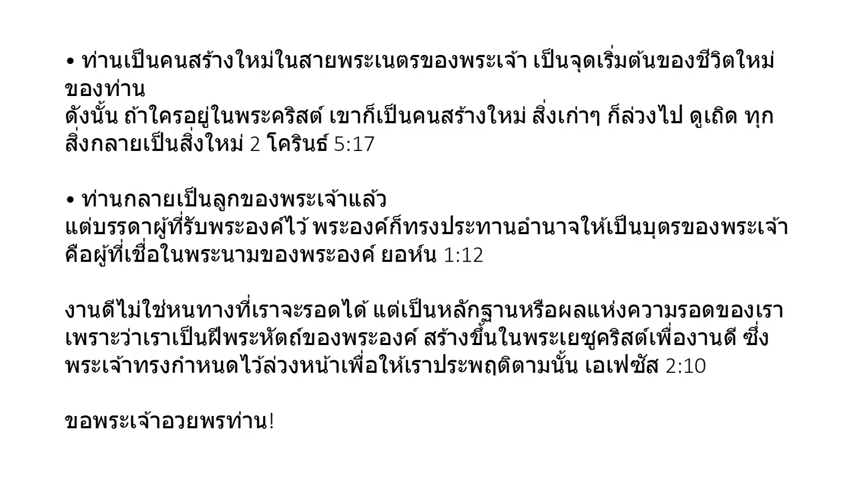 • ท่านเป็นคนสร้างใหม่ในสายพระเนตรของพระเจ้า เป็นจุดเริ่มต้นของชีวิตใหม่
ของท่าน
ดังนั้น ถ้าใครอยู่ในพระคริสต์ เขาก็เป็นคนสร้างใหม่ สิ่งเก่าๆ ก็ล่วงไป ดูเถิด ทุก
สิ่งกลายเป็นสิ่งใหม่ 2 โครินธ์ 5:17
• ท่านกลายเป็นลูกของพระเจ้าแล้ว
แต่บรรดาผู้ที่รับพระองค์ไว้ พระองค์ก็ทรงประทานอำนาจให้เป็นบุตรของพระเจ้า
คือผู้ที่เชื่อในพระนามของพระองค์ ยอห์น 1:12
งานดีไม่ใช่หนทางที่เราจะรอดได้ แต่เป็นหลักฐานหรือผลแห่งความรอดของเรา
เพราะว่าเราเป็นฝีพระหัตถ์ของพระองค์ สร้างขึ้นในพระเยซูคริสต์เพื่องานดี ซึ่ง
พระเจ้าทรงกำหนดไว้ล่วงหน้าเพื่อให้เราประพฤติตามนั้น เอเฟซัส 2:10
ขอพระเจ้าอวยพรท่าน!